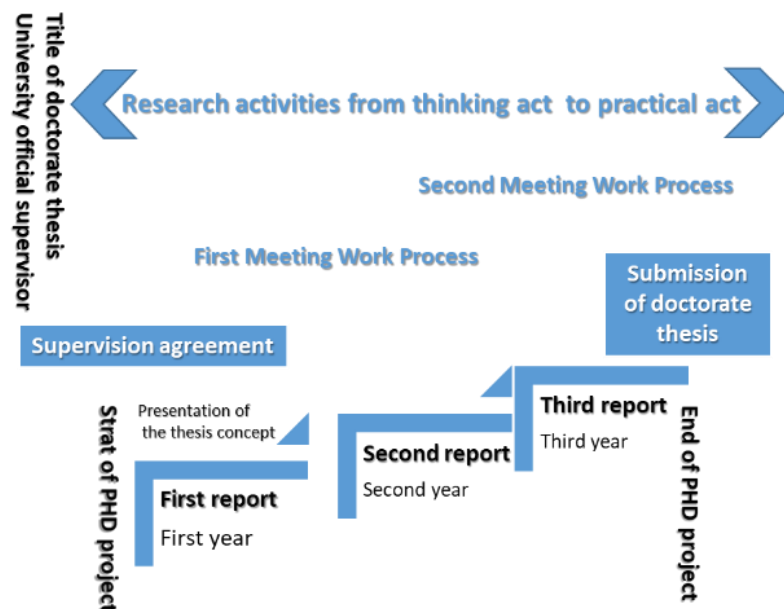 Title of doctorate thesis
University official supervisor
Research activities from thinking act to practical act
Second Meeting Work Process
First Meeting Work Process
Submission
of doctorate
thesis
Supervision agreement
Strat of PHD project
Presentation of
the thesis concept
First report
First year
Second report
Second year
Third report
Third year
End of PHD project